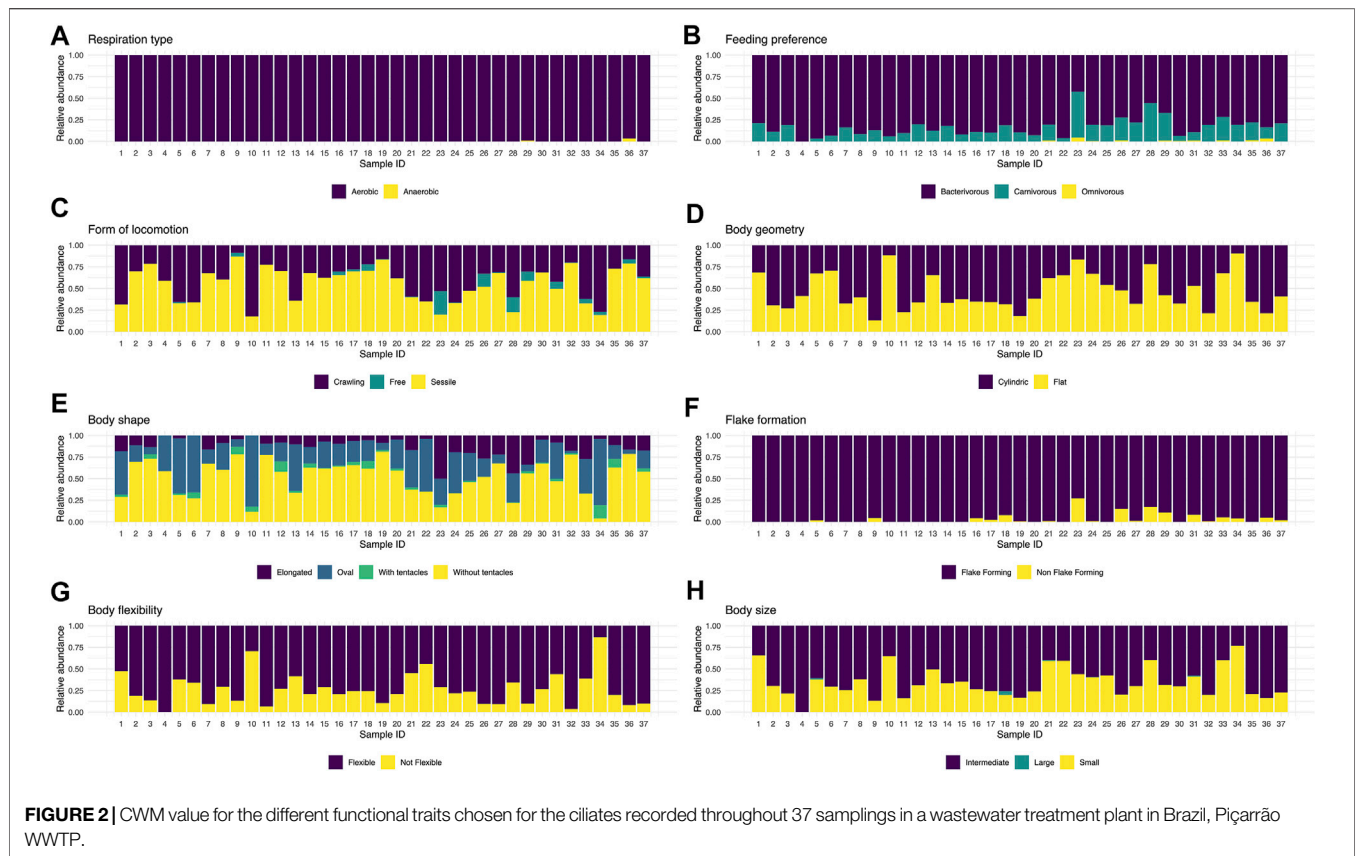 A
Respiration type
Relative abundance
1.00
0.75
0.50
0.25
0.00
1 2 3 4 5 6 7 8 9 10 11 12 13 14 15 16 17 18 19 20 21 22 23 24 25 26 27 28 29 30 31 32 33 34 35 36 37
Sample ID
Aerobic Anaerobic
B
Feeding preference
Relative abundance
1.00
0.75
0.50
0.25
0.00
1 2 3 4 5 6 7 8 9 10 11 12 13 14 15 16 17 18 19 20 21 22 23 24 25 26 27 28 29 30 31 32 33 34 35 36 37
Sample ID
Bacterivorous Carnivorous Omnivorous
C
Form of locomotion
Relative abundance
1.00
0.75
0.50
0.25
0.00
1 2 3 4 5 6 7 8 9 10 11 12 13 14 15 16 17 18 19 20 21 22 23 24 25 26 27 28 29 30 31 32 33 34 35 36 37
Sample ID
Crawling Free Sessile
D
Body geometry
Relative abundance
1.00
0.75
0.50
0.25
0.00
1 2 3 4 5 6 7 8 9 10 11 12 13 14 15 16 17 18 19 20 21 22 23 24 25 26 27 28 29 30 31 32 33 34 35 36 37
Sample ID
Cylindric Flat
E
Body shape
Relative abundance
1.00
0.75
0.50
0.25
0.00
1 2 3 4 5 6 7 8 9 10 11 12 13 14 15 16 17 18 19 20 21 22 23 24 25 26 27 28 29 30 31 32 33 34 35 36 37
Sample ID
Elongated Oval With tentacles Without tentacles
F
Flake formation
Relative abundance
1.00
0.75
0.50
0.25
0.00
1 2 3 4 5 6 7 8 9 10 11 12 13 14 15 16 17 18 19 20 21 22 23 24 25 26 27 28 29 30 31 32 33 34 35 36 37
Sample ID
Flake Forming Non Flake Forming
G
Body flexibility
Relative abundance
1.00
0.75
0.50
0.25
0.00
1 2 3 4 5 6 7 8 9 10 11 12 13 14 15 16 17 18 19 20 21 22 23 24 25 26 27 28 29 30 31 32 33 34 35 36 37
Sample ID
Flexible Not Flexible
H
Body size
Relative abundance
1.00
0.75
0.50
0.25
0.00
1 2 3 4 5 6 7 8 9 10 11 12 13 14 15 16 17 18 19 20 21 22 23 24 25 26 27 28 29 30 31 32 33 34 35 36 37
Sample ID
Intermediate Large Small
FIGURE 2 | CWM value for the different functional traits chosen for the ciliates recorded throughout 37 samplings in a wastewater treatment plant in Brazil, Piçarrão
WWTP.